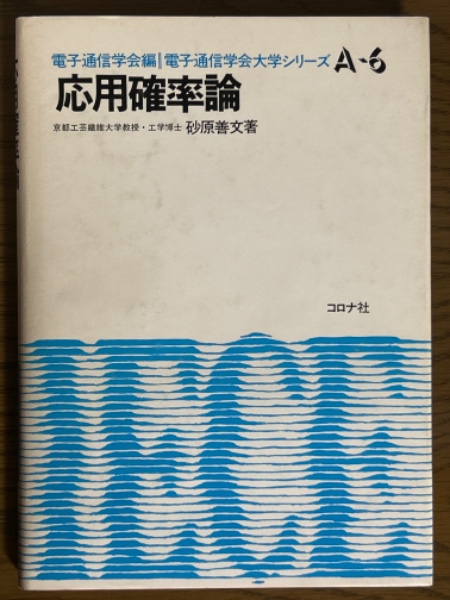 電子通信学会編|電子通信学会大学シリーズ A-6
応用確率論
京都工芸繊維大学教授・工学博士 砂原善文著
コロナ社
IECE